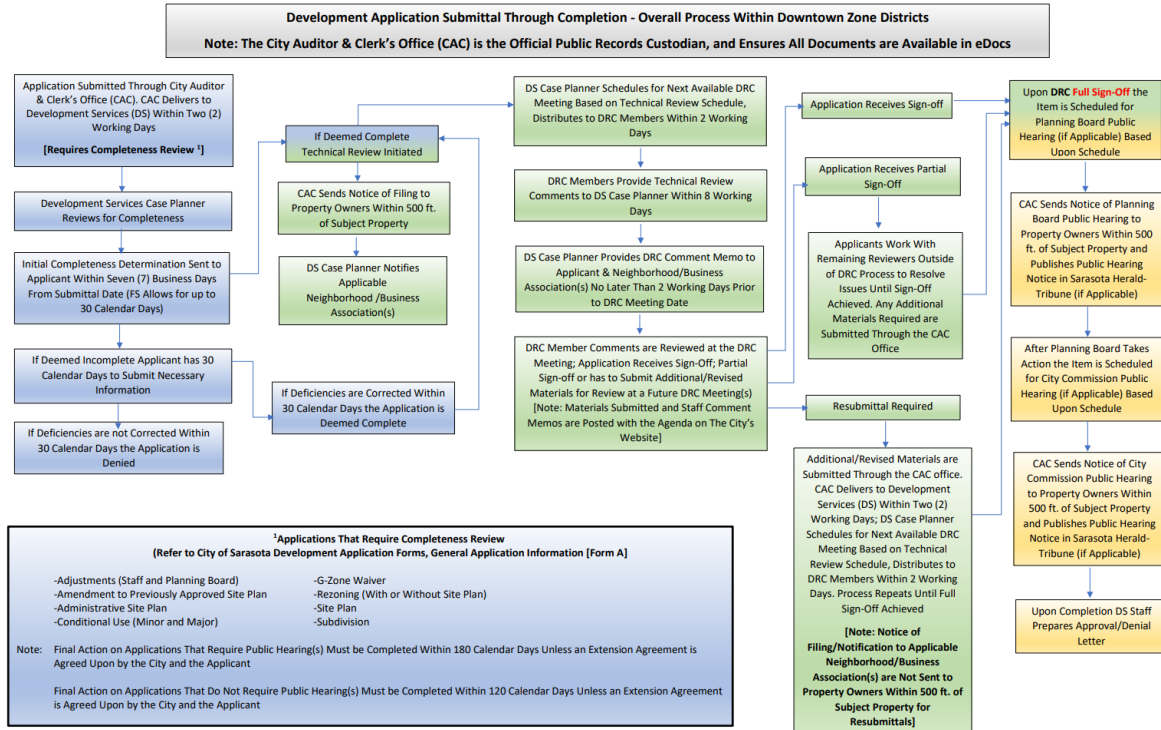 Development Application Submittal Through Completion - Overall Process Within Downtown Zone Districts
Note: The City Auditor & Clerk’s Office (CAC) is the Official Public Records Custodian, and Ensures All Documents are Available in eDocs
Application Submitted Through City Auditor
& Clerk’s Office (CAC). CAC Delivers to
Development Services (DS) Within Two (2)
Working Days
[Requires Completeness Review ¹]
Development Services Case Planner
Reviews for Completeness
Initial Completeness Determination Sent to
Applicant Within Seven (7) Business Days
From Submittal Date (FS Allows for up to
30 Calendar Days)
If Deemed Incomplete Applicant has 30
Calendar Days to Submit Necessary
Information
If Deficiencies are not Corrected Within
30 Calendar Days the Application is
Denied
If Deemed Complete
Technical Review Initiated
CAC Sends Notice of Filing to
Property Owners Within 500 ft.
of Subject Property
DS Case Planner Notifies
Applicable
Neighborhood /Business
Association(s)
If Deficiencies are Corrected Within
30 Calendar Days the Application is
Deemed Complete
DS Case Planner Schedules for Next Available DRC
Meeting Based on Technical Review Schedule,
Distributes to DRC Members Within 2 Working
Days
DRC Members Provide Technical Review
Comments to DS Case Planner Within 8 Working
Days
DS Case Planner Provides DRC Comment Memo to
Applicant & Neighborhood/Business
Association(s) No Later Than 2 Working Days Prior
to DRC Meeting Date
DRC Member Comments are Reviewed at the DRC
Meeting; Application Receives Sign-Off; Partial
Sign-off or has to Submit Additional/Revised
Materials for Review at a Future DRC Meeting(s)
[Note: Materials Submitted and Staff Comment
Memos are Posted with the Agenda on The City’s
Website]
Application Receives Sign-off
Application Receives Partial
Sign-Off
Applicants Work With
Remaining Reviewers Outside
of DRC Process to Resolve
Issues Until Sign-Off
Achieved. Any Additional
Materials Required are
Submitted Through the CAC
Office
Resubmittal Required
Additional/Revised Materials are
Submitted Through the CAC office.
CAC Delivers to Development
Services (DS) Within Two (2)
Working Days; DS Case Planner
Schedules for Next Available DRC
Meeting Based on Technical
Review Schedule, Distributes to
DRC Members Within 2 Working
Days. Process Repeats Until Full
Sign-Off Achieved
[Note: Notice of
Filing/Notification to Applicable
Neighborhood/Business
Association(s) are Not Sent to
Property Owners Within 500 ft. of
Subject Property for
Resubmittals]
Upon DRC Full Sign-Off the
Item is Scheduled for
Planning Board Public
Hearing (if Applicable) Based
Upon Schedule
CAC Sends Notice of Planning
Board Public Hearing to
Property Owners Within 500
ft. of Subject Property and
Publishes Public Hearing
Notice in Sarasota Herald-
Tribune (if Applicable)
After Planning Board Takes
Action the Item is Scheduled
for City Commission Public
Hearing (if Applicable) Based
Upon Schedule
CAC Sends Notice of City
Commission Public Hearing
to Property Owners Within
500 ft. of Subject Property
and Publishes Public Hearing
Notice in Sarasota Herald-
Tribune (if Applicable)
Upon Completion DS Staff
Prepares Approval/Denial
Letter
¹Applications That Require Completeness Review
(Refer to City of Sarasota Development Application Forms, General Application Information [Form A]
-Adjustments (Staff and Planning Board)
-Amendment to Previously Approved Site Plan
-Administrative Site Plan
-Conditional Use (Minor and Major)
-G-Zone Waiver
-Rezoning (With or Without Site Plan)
-Site Plan
-Subdivision
Note: Final Action on Applications That Require Public Hearing(s) Must be Completed Within 180 Calendar Days Unless an Extension Agreement is
Agreed Upon by the City and the Applicant
Final Action on Applications That Do Not Require Public Hearing(s) Must be Completed Within 120 Calendar Days Unless an Extension Agreement
is Agreed Upon by the City and the Applicant